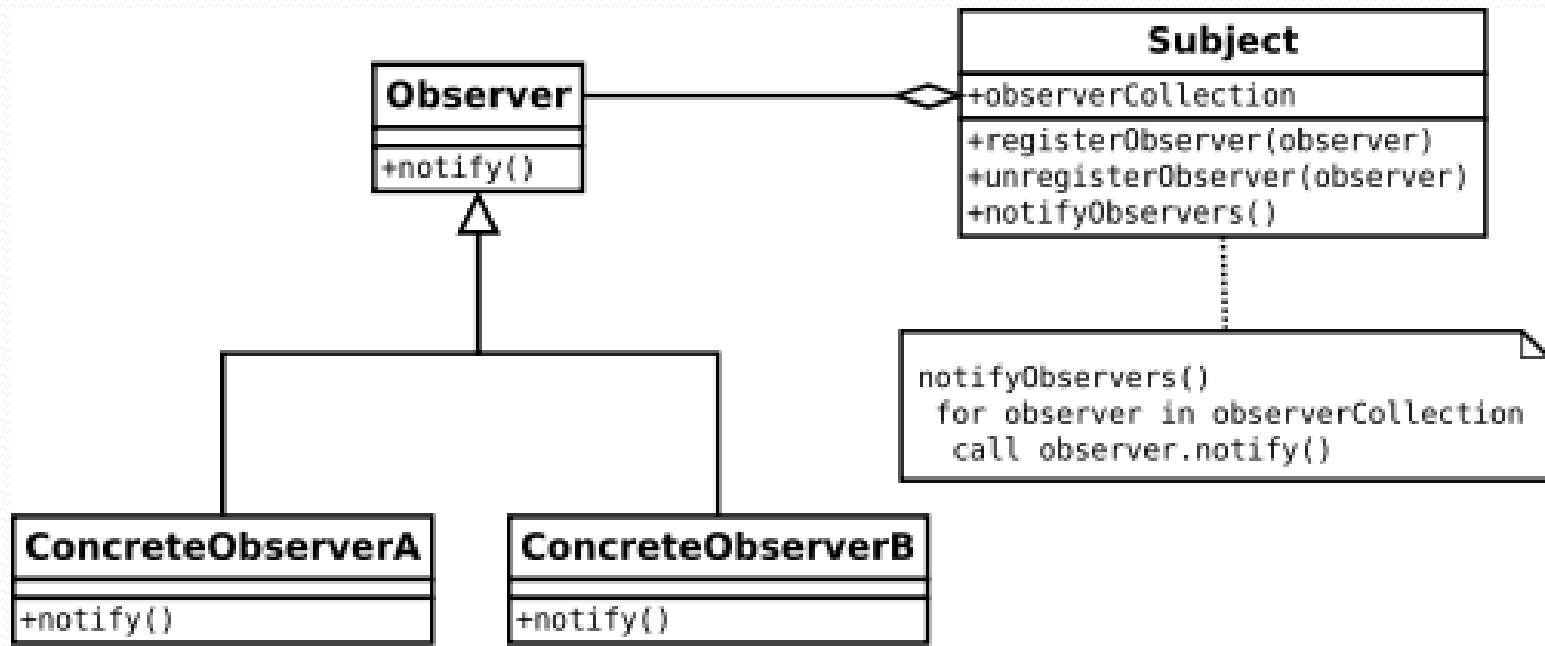 Subject
+observerCollection
+registerObserver(observer)
+unregisterObserver(observer)
+notifyObservers()
Observer
+notify()
notifyObservers()
for observer in observerCollection
call observer.notify()
ConcreteObserverA
+notify()
ConcreteObserverB
+notify()